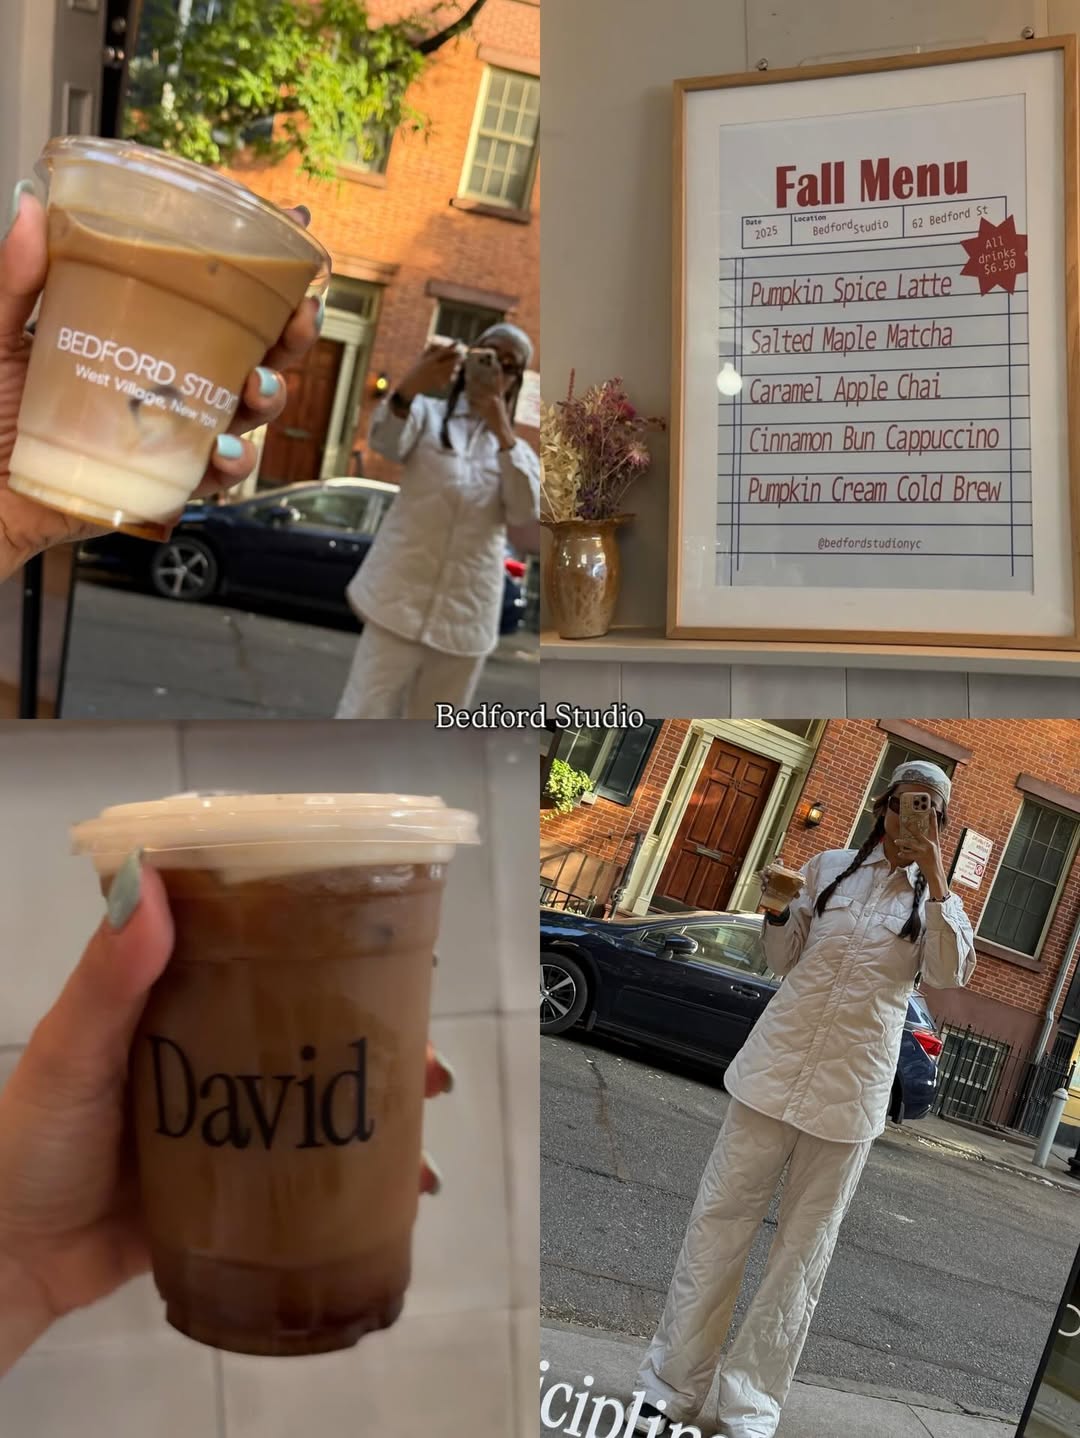 BEDFORD STUDIO
West Village, New York
Fall Menu
Date
2025
Location
Bedford Studio
62 Bedford St
All
drinks
$6.50
Pumpkin Spice Latte
Salted Maple Matcha
Caramel Apple Chai
Cinnamon Bun Cappuccino
Pumpkin Cream Cold Brew
@bedfordstudionyc
Bedford Studio
David